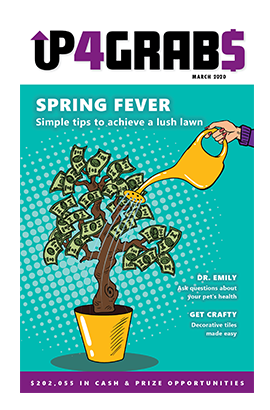 UP4GRAB$
MARCH 2020
SPRING FEVER
Simple tips to achieve a lush lawn
DR. EMILY
Ask questions about
your pet's health
GET CRAFTY
Decorative tiles
made easy
$202,055 IN CASH & PRIZE OPPORTUNITIES